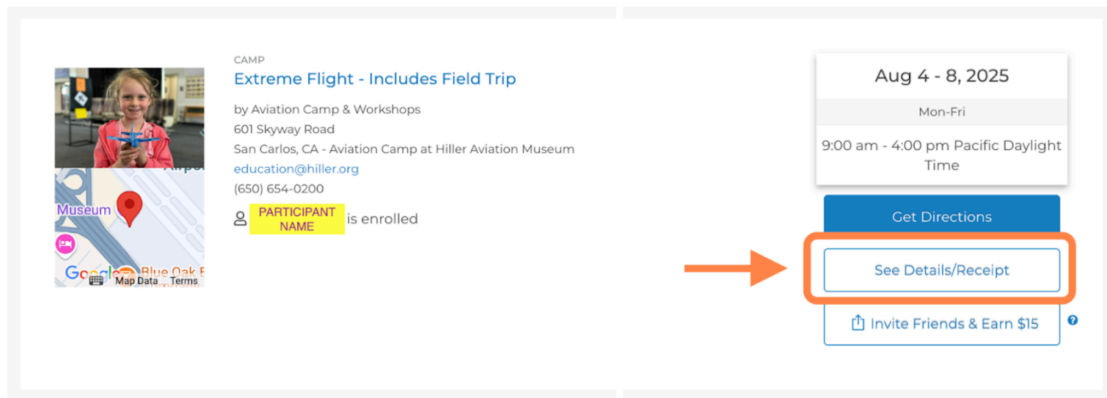 CAMP
Extreme Flight - Includes Field Trip
by Aviation Camp & Workshops
601 Skyway Road
San Carlos, CA - Aviation Camp at Hiller Aviation Museum
education@hiller.org
(650) 654-0200
PARTICIPANT
NAME
is enrolled
Museum
Google
Blue Oak
Map Data
Terms
Aug 4 - 8, 2025
Mon-Fri
9:00 am - 4:00 pm Pacific Daylight
Time
Get Directions
See Details/Receipt
Invite Friends & Earn $15
?